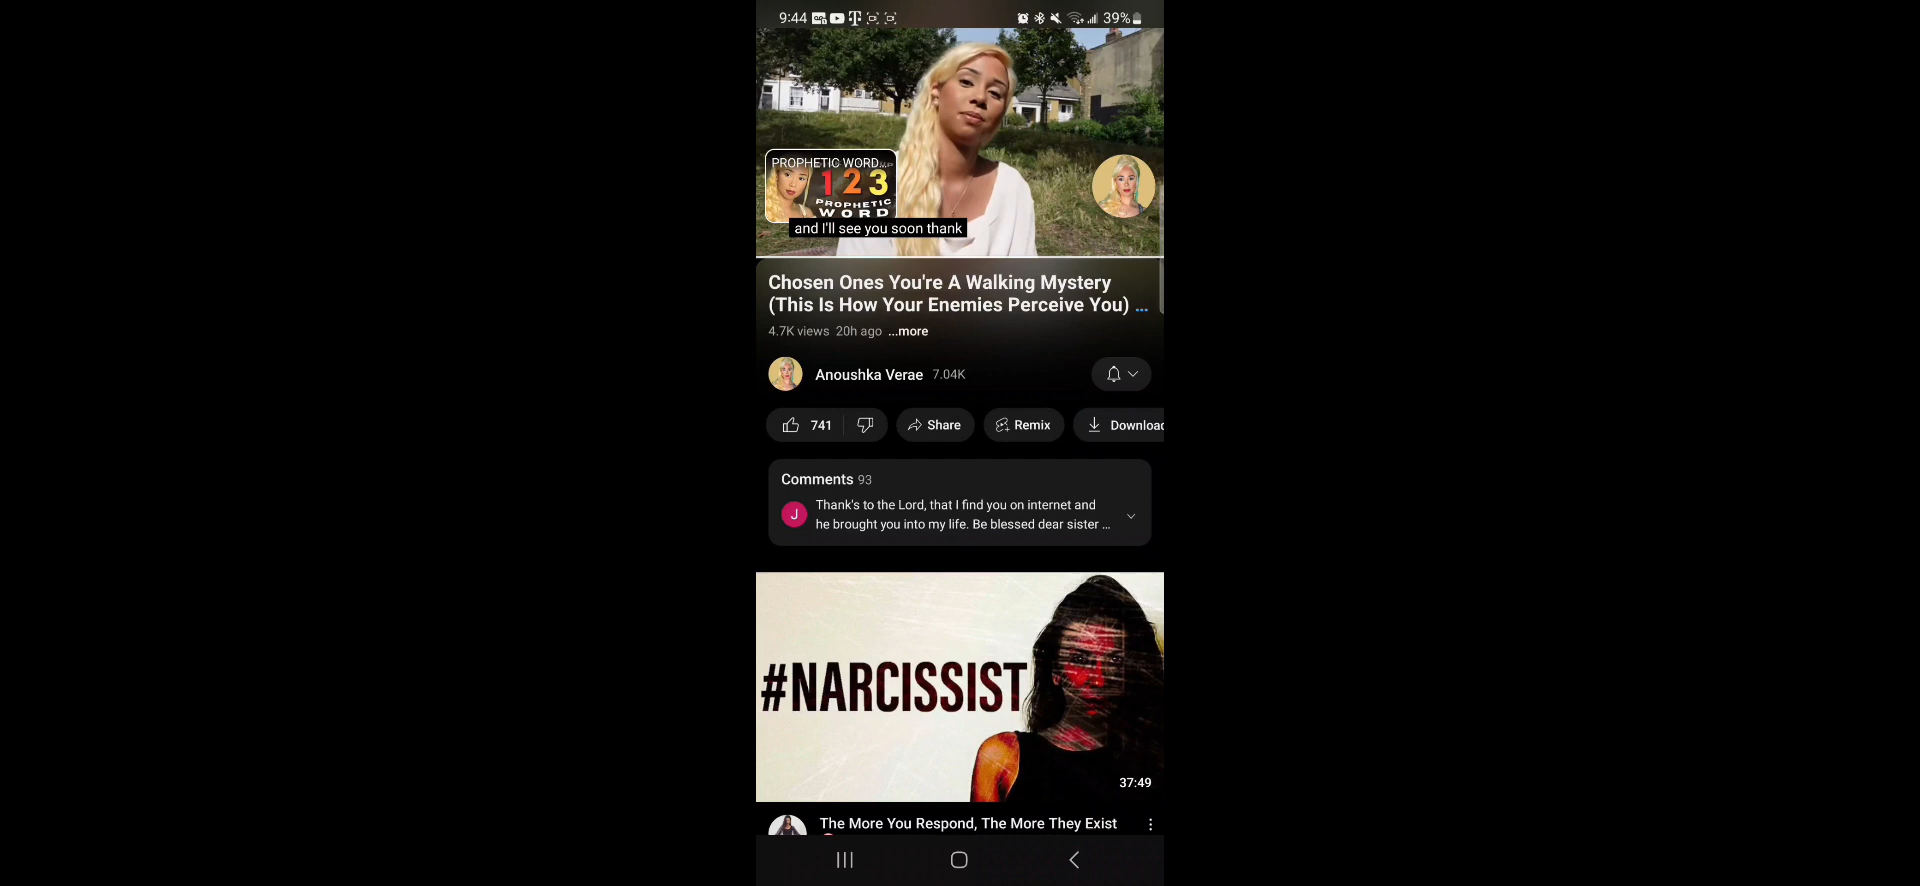 9:44
39%
PROPHETIC WORD...
1 2 3
PROPHETIC
WORD
and I'll see you soon thank
Chosen Ones You're A Walking Mystery
(This Is How Your Enemies Perceive You) ...
4.7K views 20h ago ...more
Anoushka Verae 7.04K
741
Share
Remix
Download
Comments 93
J
Thank's to the Lord, that I find you on internet and
he brought you into my life. Be blessed dear sister ...
#NARCISSIST
37:49
The More You Respond, The More They Exist